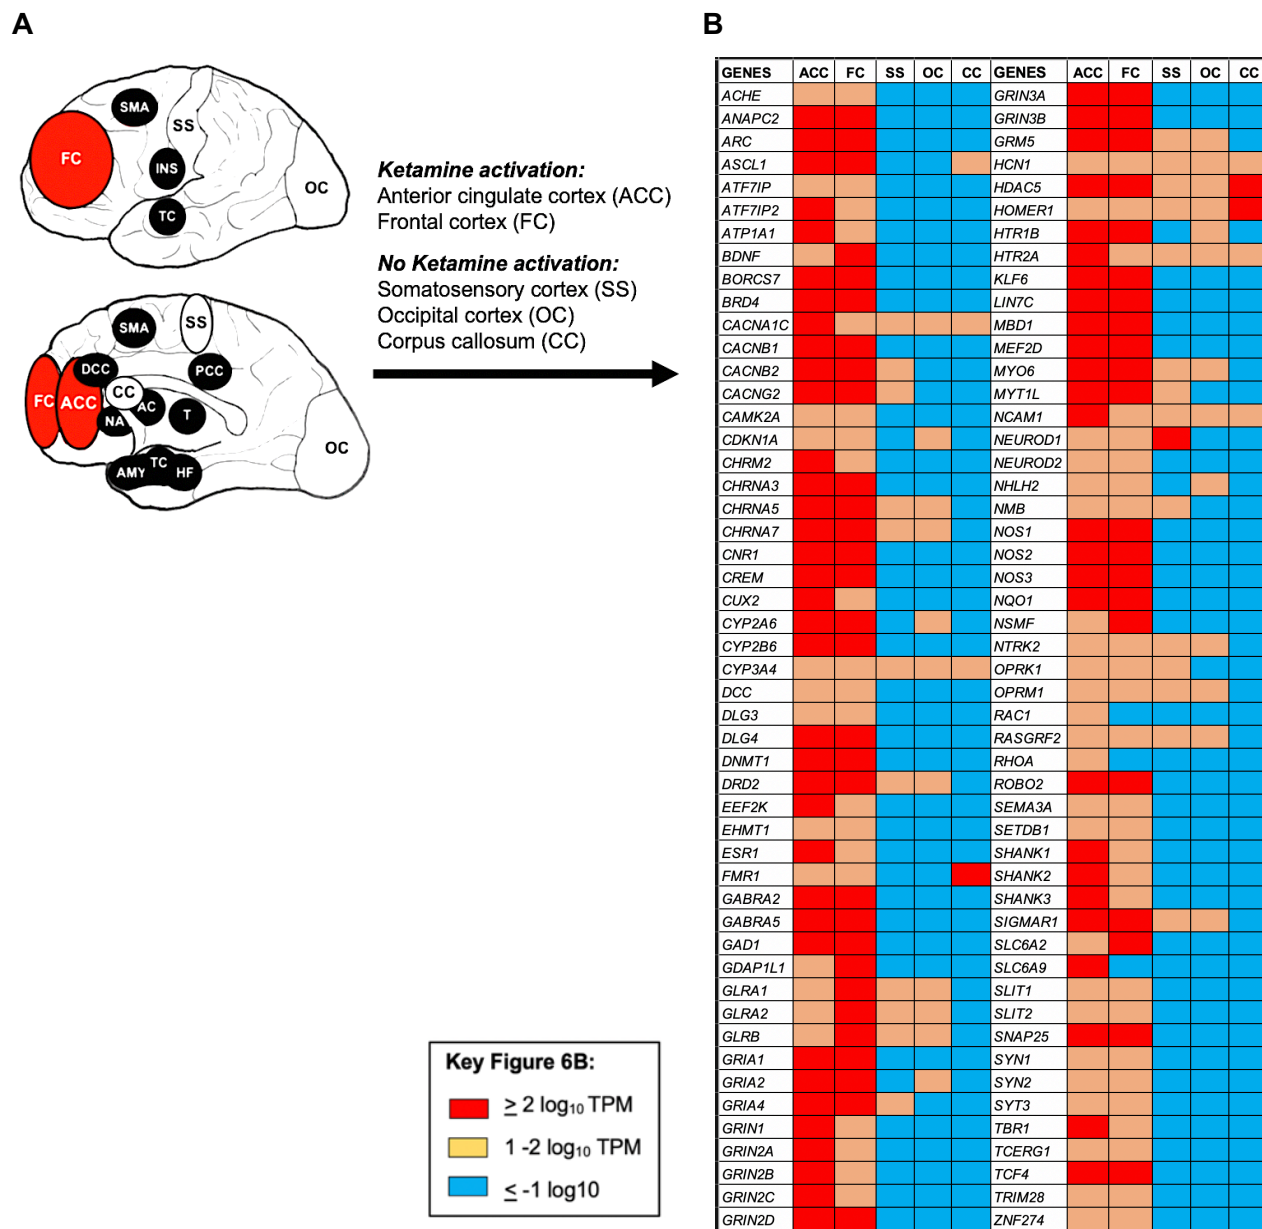 A
SMA
SS
FC
INS
OC
TC
SMA
SS
DCC
PCC
CC
FC
ACC
AC
NA
T
OC
TC
AMY
HF
Ketamine activation:
Anterior cingulate cortex (ACC)
Frontal cortex (FC)
No Ketamine activation:
Somatosensory cortex (SS)
Occipital cortex (OC)
Corpus callosum (CC)
Key Figure 6B:
≥ 2 log10 TPM
1 -2 log10 TPM
≤ -1 log10
B
GENES ACC FC SS OC CC GENES ACC FC SS OC CC
ACHE GRIN3A
ANAPC2 GRIN3B
ARC GRM5
ASCL1 HCN1
ATF7IP HDAC5
ATF7IP2 HOMER1
ATP1A1 HTR1B
BDNF HTR2A
BORCS7 KLF6
BRD4 LIN7C
CACNA1C MBD1
CACNB1 MEF2D
CACNB2 MYO6
CACNG2 MYT1L
CAMK2A NCAM1
CDKN1A NEUROD1
CHRM2 NEUROD2
CHRNA3 NHLH2
CHRNA5 NMB
CHRNA7 NOS1
CNR1 NOS2
CREM NOS3
CUX2 NQO1
CYP2A6 NSMF
CYP2B6 NTRK2
CYP3A4 OPRK1
DCC OPRM1
DLG3 RAC1
DLG4 RASGRF2
DNMT1 RHOA
DRD2 ROBO2
EEF2K SEMA3A
EHMT1 SETDB1
ESR1 SHANK1
FMR1 SHANK2
GABRA2 SHANK3
GABRA5 SIGMAR1
GAD1 SLC6A2
GDAP1L1 SLC6A9
GLRA1 SLIT1
GLRA2 SLIT2
GLRB SNAP25
GRIA1 SYN1
GRIA2 SYN2
GRIA4 SYT3
GRIN1 TBR1
GRIN2A TCERG1
GRIN2B TCF4
GRIN2C TRIM28
GRIN2D ZNF274